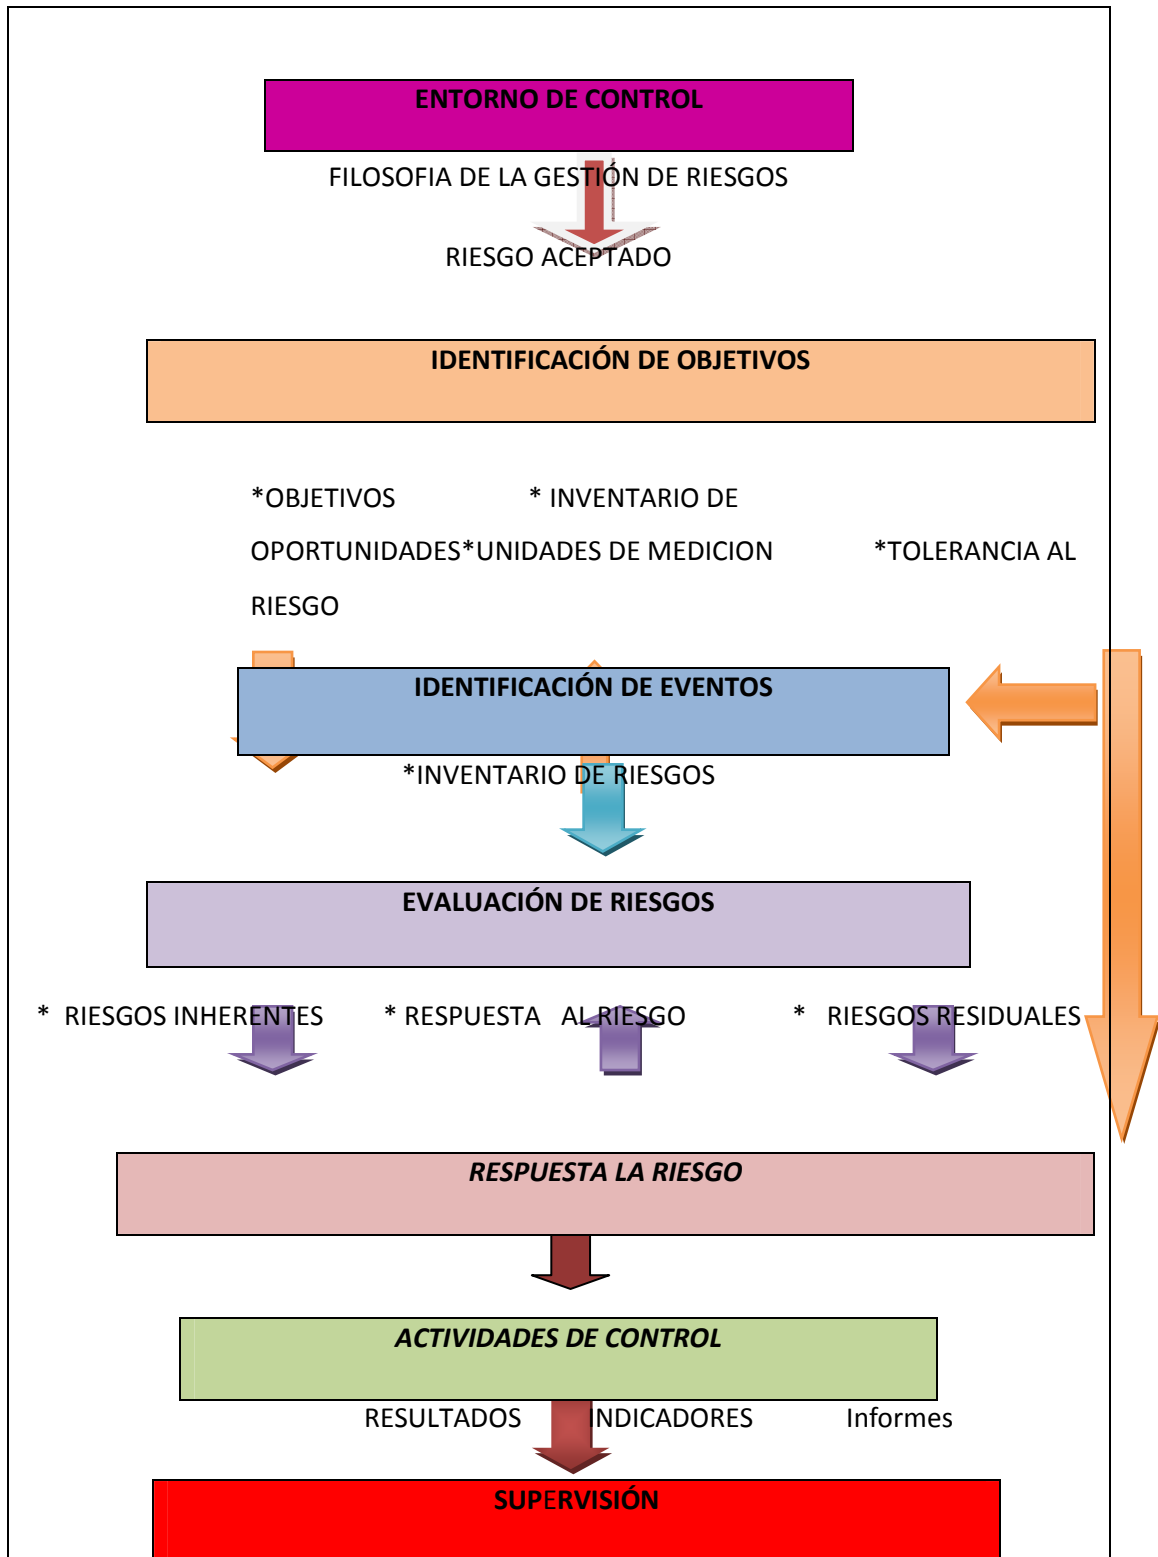 ENTORNO DE CONTROL
FILOSOFIA DE LA GESTIÓN DE RIESGOS
RIESGO ACEPTADO
IDENTIFICACIÓN DE OBJETIVOS
*OBJETIVOS * INVENTARIO DE
OPORTUNIDADES*UNIDADES DE MEDICION *TOLERANCIA AL
RIESGO
IDENTIFICACIÓN DE EVENTOS
*INVENTARIO DE RIESGOS
EVALUACIÓN DE RIESGOS
* RIESGOS INHERENTES * RESPUESTA AL RIESGO * RIESGOS RESIDUALES
RESPUESTA LA RIESGO
ACTIVIDADES DE CONTROL
RESULTADOS INDICADORES Informes
SUPERVISIÓN